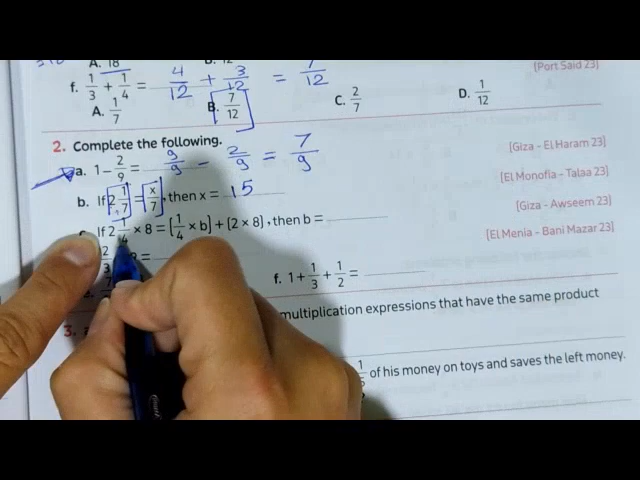 A. 18
[Port Said 23]
f. 1/3 + 1/4 = 4/12 + 3/12 = 7/12
A. 1/7 B. 7/12 C. 2/7 D. 1/12
2. Complete the following.
a. 1 - 2/9 = 9/9 - 2/9 = 7/9 [Giza - El Haram 23]
b. If 2 1/7 = x/7, then x = 15 [El Monofia - Talaa 23]
If 2 1/4 × 8 = (1/4 × b) + (2 × 8), then b = [Giza - Awseem 23]
[El Menia - Bani Mazar 23]
2/3 =
f. 1 + 1/3 + 1/2 =
multiplication expressions that have the same product
3.
of his money on toys and saves the left money.